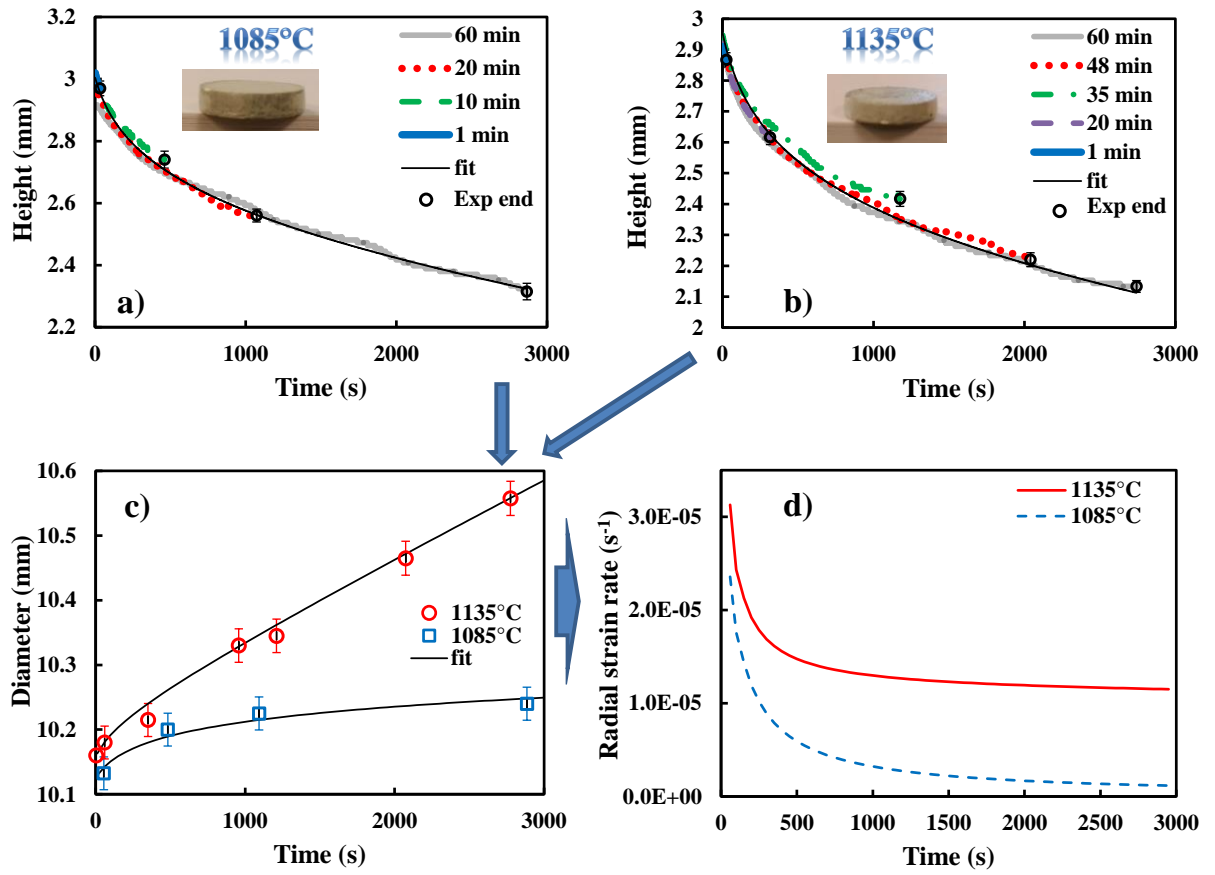 3.2
3
2.8
2.6
2.4
2.2
0
1000
2000
3000
Height (mm)
Time (s)
1085°C
60 min
20 min
10 min
1 min
fit
Exp end
a)
3
2.9
2.8
2.7
2.6
2.5
2.4
2.3
2.2
2.1
2
0
1000
2000
3000
Height (mm)
Time (s)
1135°C
60 min
48 min
35 min
20 min
1 min
fit
Exp end
b)
10.6
10.5
10.4
10.3
10.2
10.1
0
1000
2000
3000
Diameter (mm)
Time (s)
c)
1135°C
1085°C
fit
3.0E-05
2.0E-05
1.0E-05
0.0E+00
0
500
1000
1500
2000
2500
3000
Radial strain rate (s-1)
Time (s)
d)
1135°C
1085°C